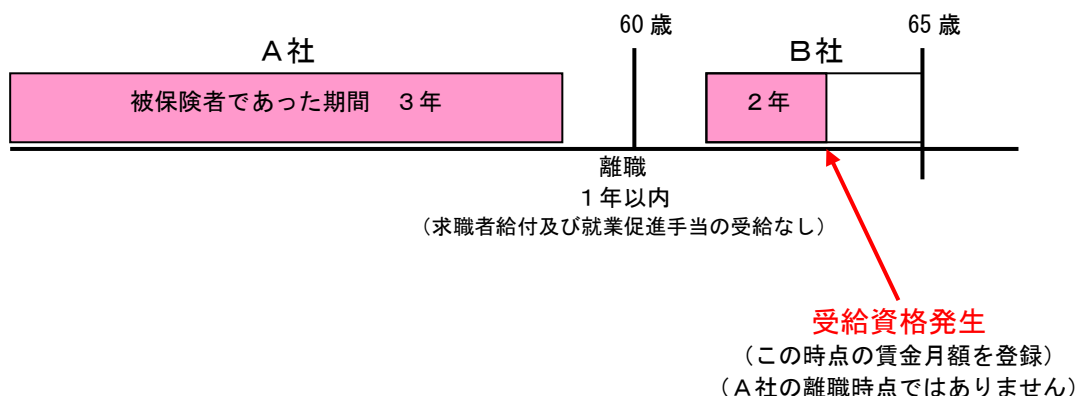 60 歳
65 歳
A社
B社
被保険者であった期間 3年
2年
離職
1年以内
(求職者給付及び就業促進手当の受給なし)
受給資格発生
(この時点の賃金月額を登録)
(A社の離職時点ではありません)